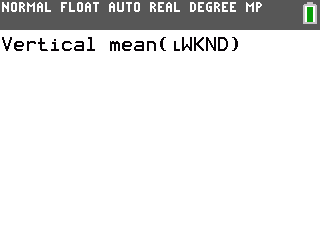 NORMAL FLOAT AUTO REAL DEGREE MP
Vertical mean(ʟWKND)